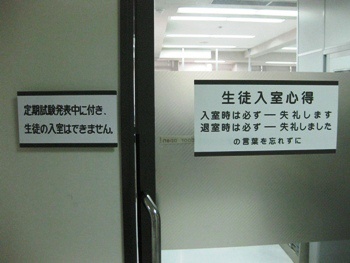 定期試験発表中に付き、
生徒の入室はできません。
生徒入室心得
入室時は必ず━失礼します
退室時は必ず━失礼しました
の言葉を忘れずに